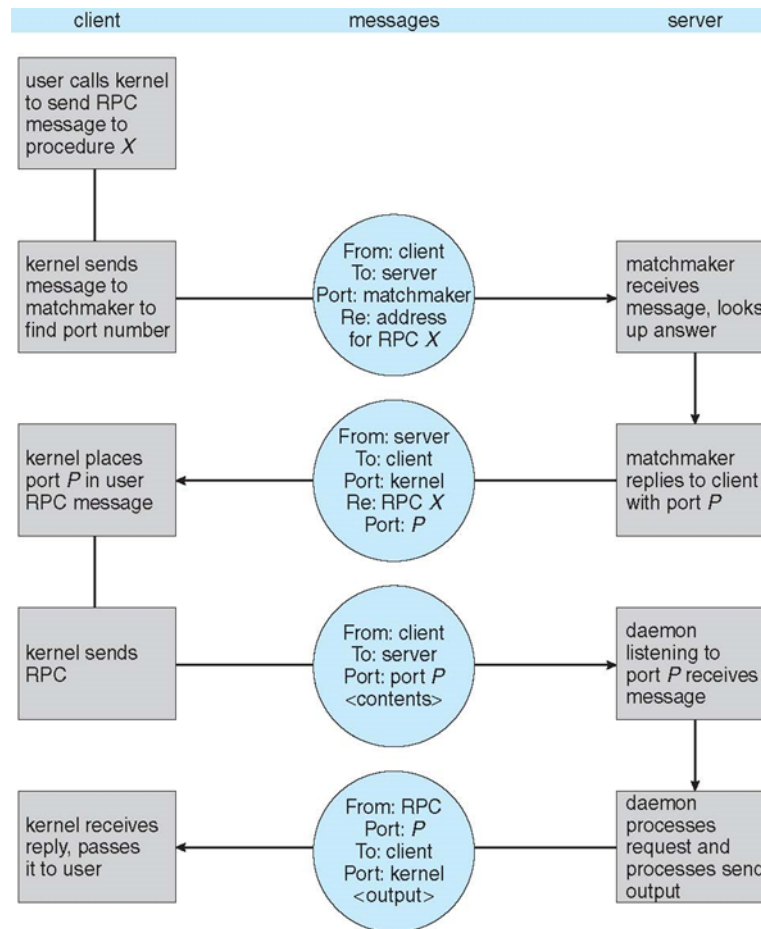 client
messages
server
user calls kernel
to send RPC
message to
procedure X
kernel sends
message to
matchmaker to
find port number
From: client
To: server
Port: matchmaker
Re: address
for RPC X
matchmaker
receives
message, looks
up answer
kernel places
port P in user
RPC message
From: server
To: client
Port: kernel
Re: RPC X
Port: P
matchmaker
replies to client
with port P
kernel sends
RPC
From: client
To: server
Port: port P
<contents>
daemon
listening to
port P receives
message
kernel receives
reply, passes
it to user
From: RPC
Port: P
To: client
Port: kernel
<output>
daemon
processes
request and
processes send
output